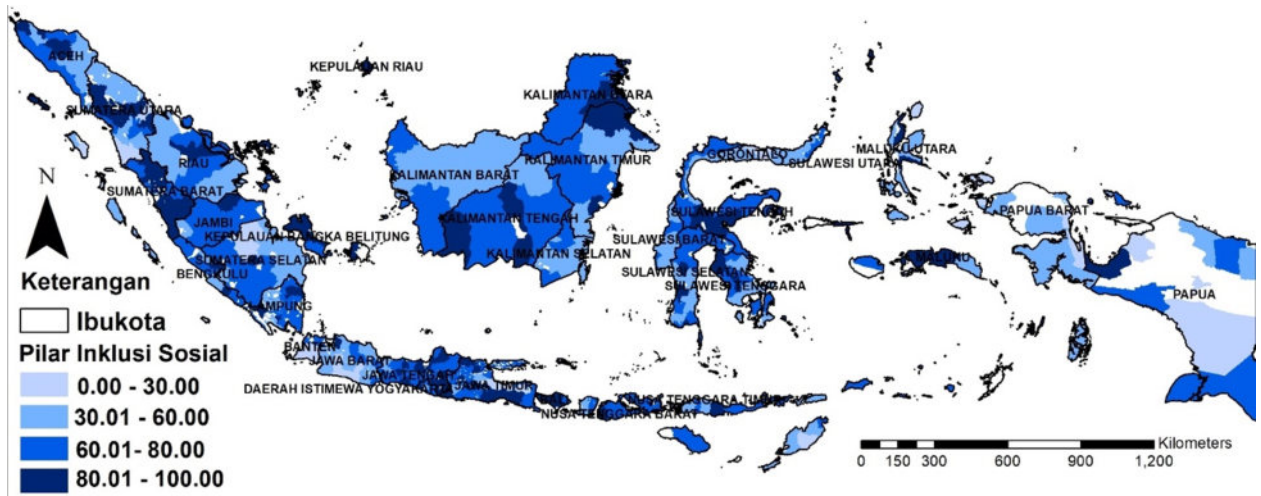 ACEH
KEPULAUAN RIAU
SUMATERA UTARA
KALIMANTAN UTARA
GORONTALO
SULAWESI UTARA
MALUKU UTARA
RIAU
KALIMANTAN TIMUR
KALIMANTAN BARAT
N
SUMATERA BARAT
PAPUA BARAT
JAMBI
KALIMANTAN TENGAH
SULAWESI TENGAH
KEPULAUAN BANGKA BELITUNG
SULAWESI BARAT
SUMATERA SELATAN
KALIMANTAN SELATAN
MALUKU
BENGKULU
SULAWESI SELATAN
SULAWESI TENGGARA
PAPUA
Keterangan
LAMPUNG
Ibukota
BANTEN
Pilar Inklusi Sosial
JAWA BARAT
JAWA TENGAH
JAWA TIMUR
DAERAH ISTIMEWA YOGYAKARTA
BALI
NUSA TENGGARA BARAT
0.00 - 30.00
30.01 - 60.00
60.01- 80.00
80.01 - 100.00
Kilometers
0 150 300 600 900 1,200